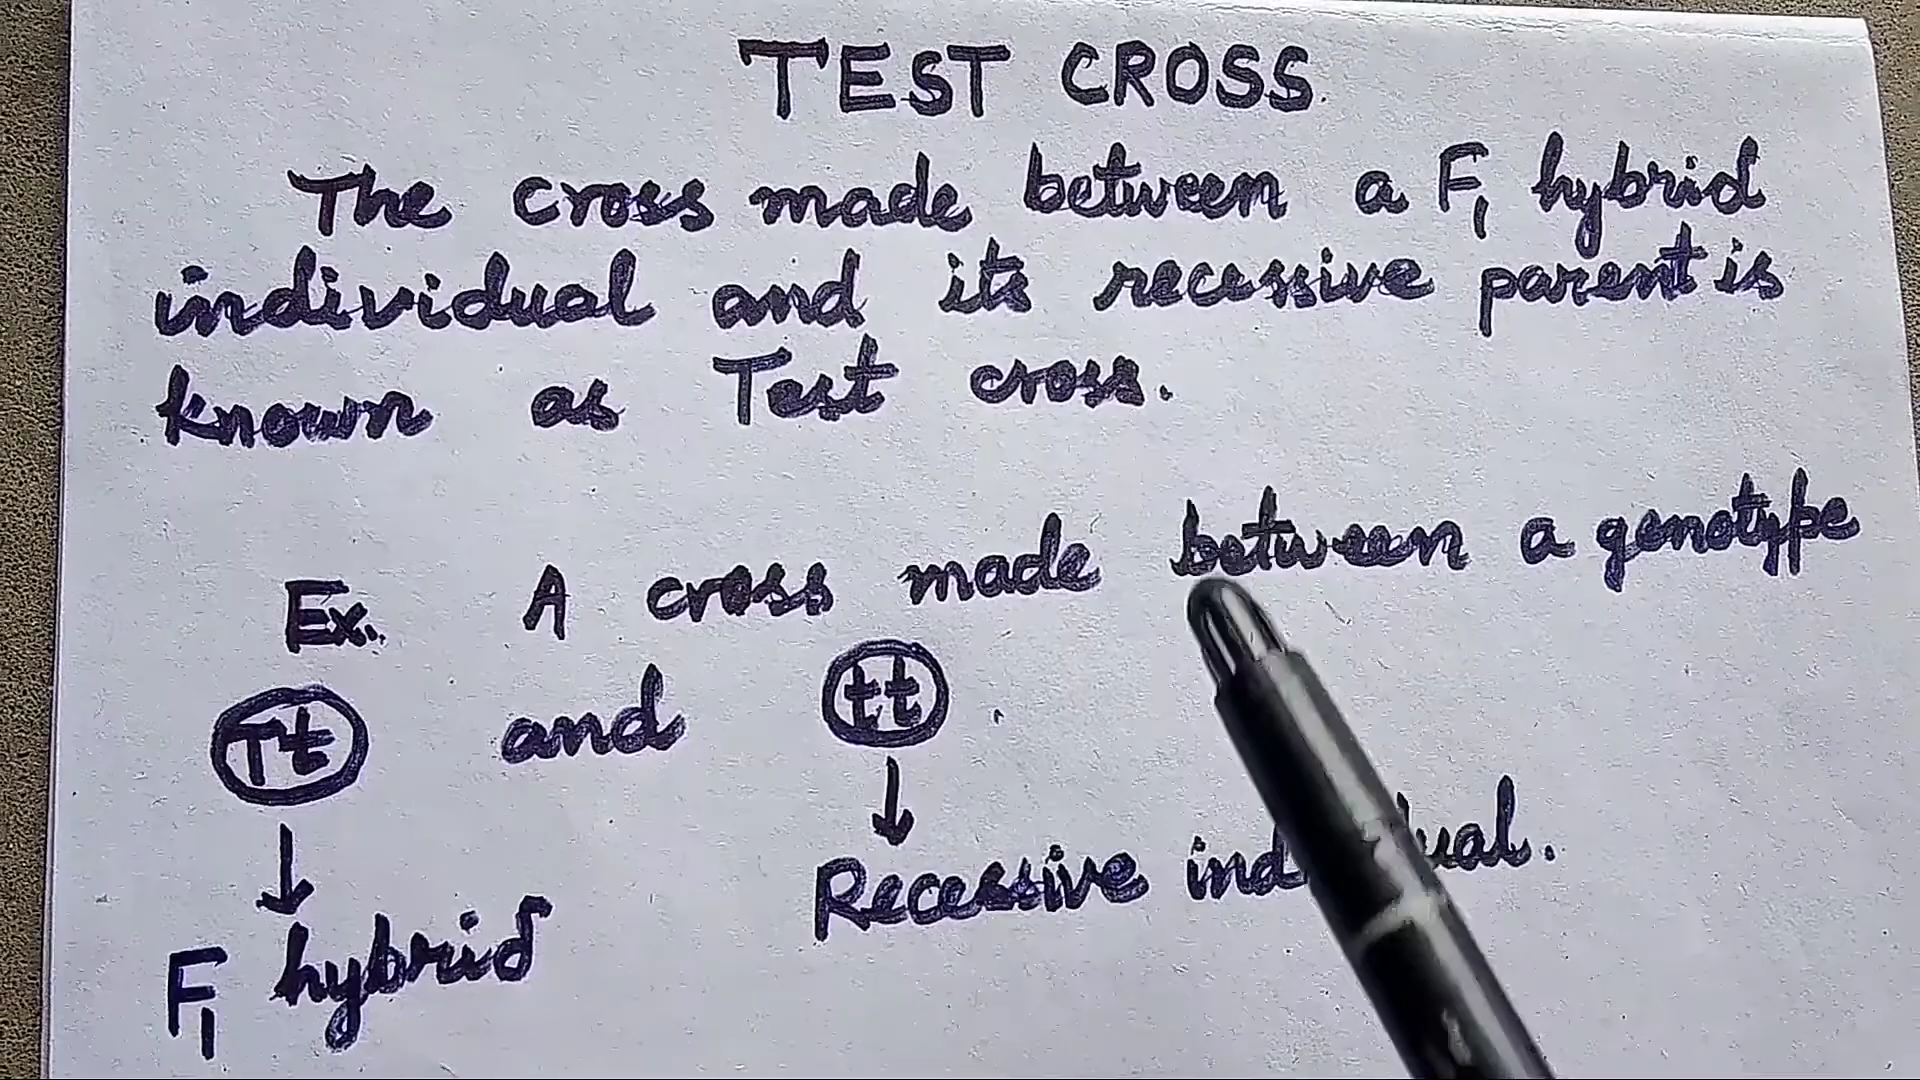 TEST CROSS
The cross made between a F₁ hybrid
individual and its recessive parent is
known as Test cross.
Ex. A cross made between a genotype
Tt and tt.
Recessive
F₁ hybrid